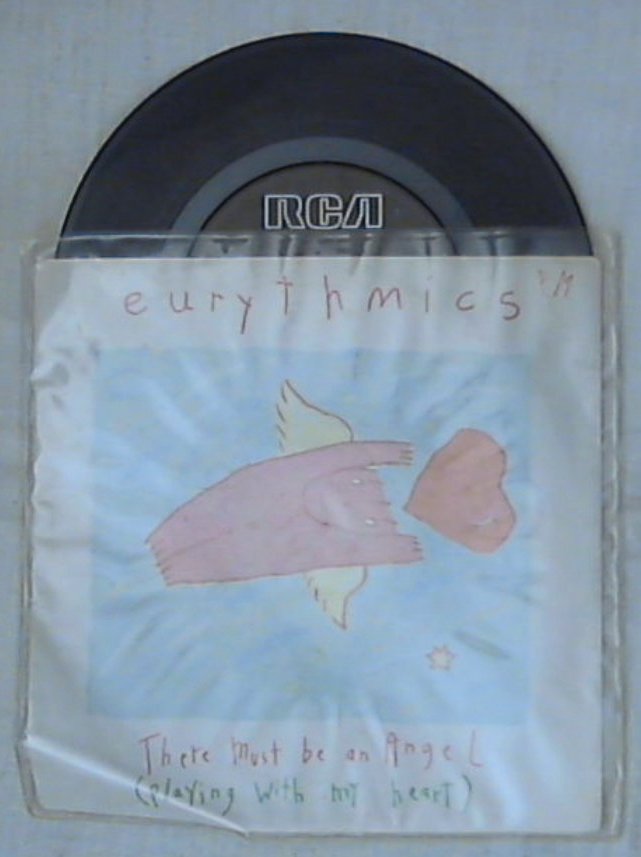 RCA
eurythmics
There Must be an Angel
(playing with my heart)